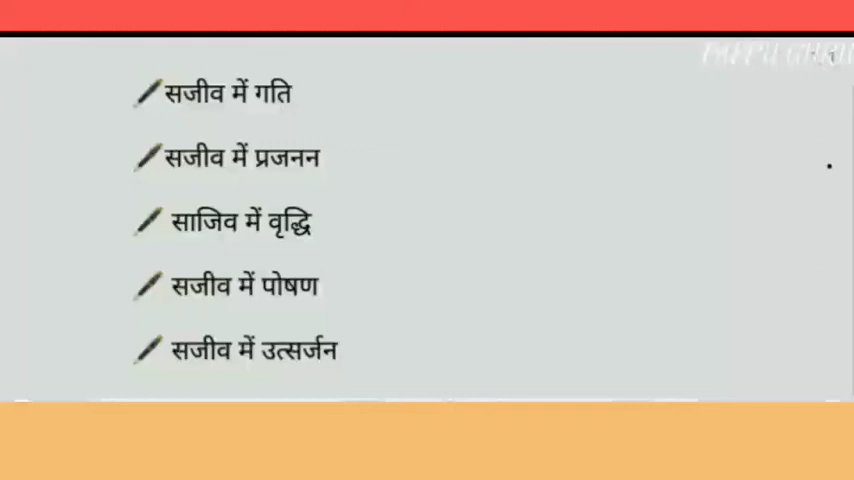 सजीव में गति
सजीव में प्रजनन
साजिव में वृद्धि
सजीव में पोषण
सजीव में उत्सर्जन